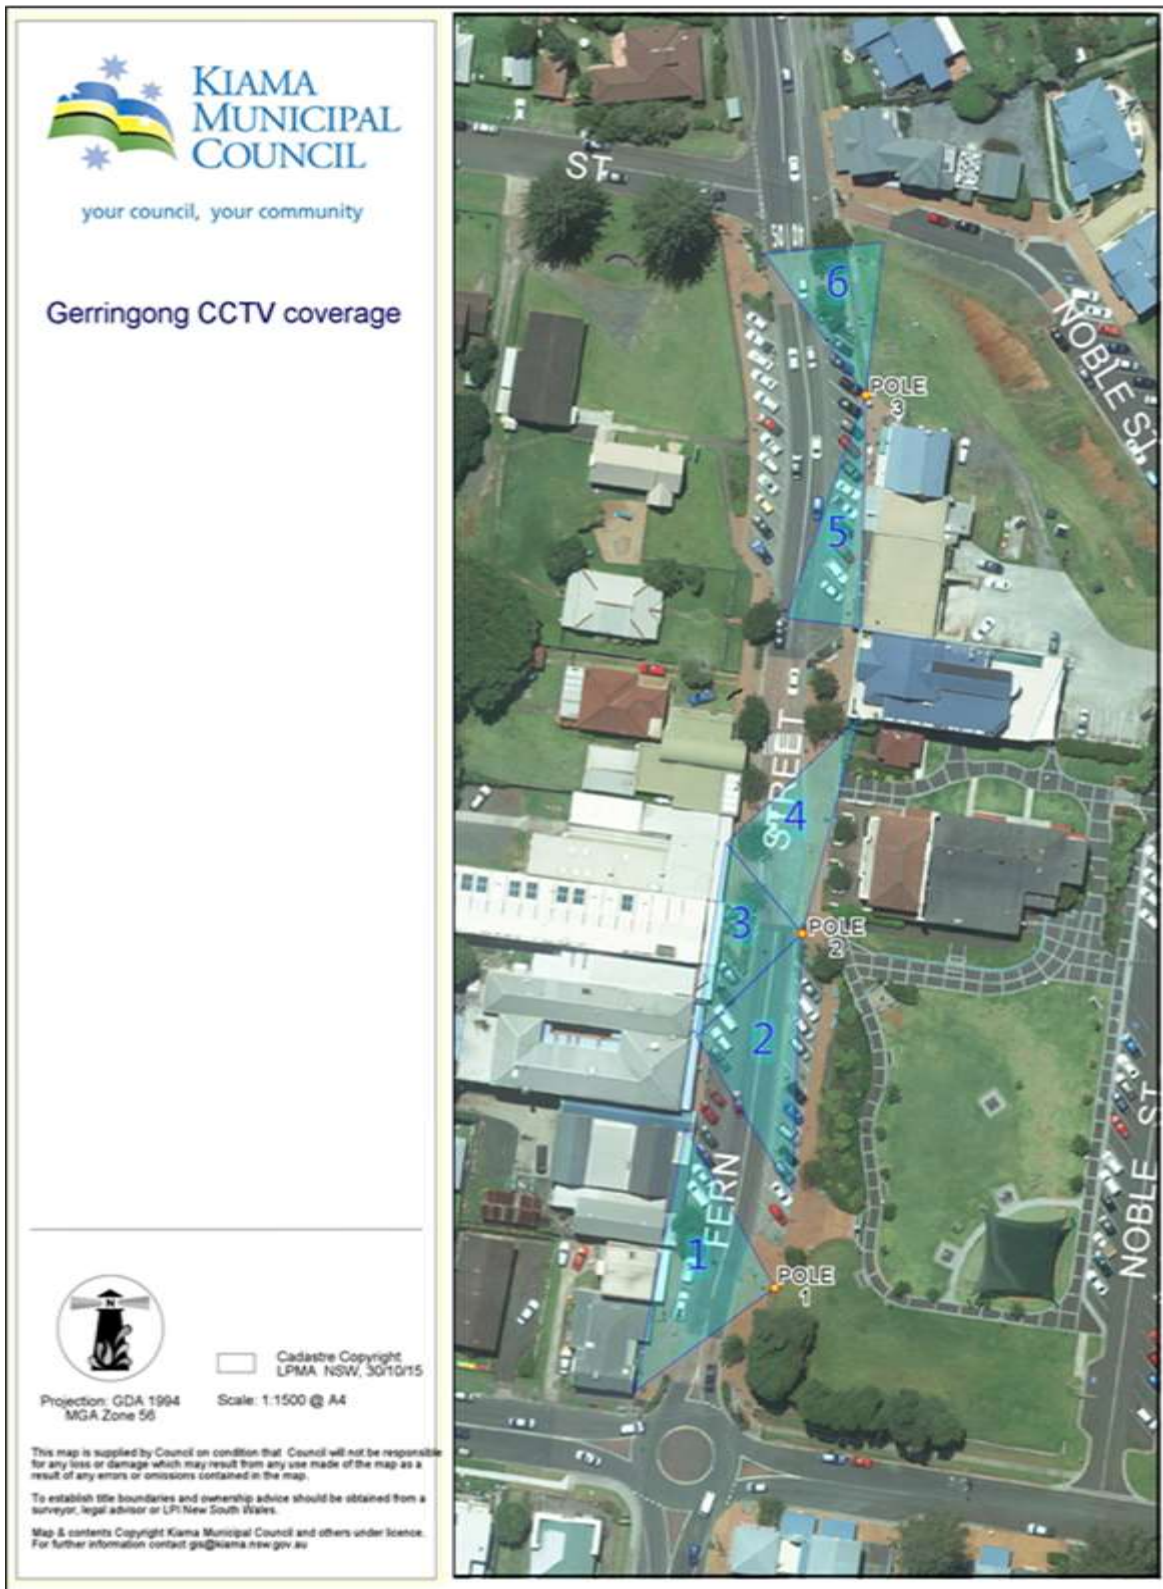 KIAMA
MUNICIPAL
COUNCIL
your council, your community
Gerringong CCTV coverage
N
Cadastre Copyright
LPMA NSW, 30/10/15
Projection: GDA 1994
MGA Zone 56
Scale: 1:1500 @ A4
This map is supplied by Council on condition that Council will not be responsible
for any loss or damage which may result from any use made of the map as a
result of any errors or omissions contained in the map.
To establish title boundaries and ownership advice should be obtained from a
surveyor, legal advisor or LPI New South Wales.
Map & contents Copyright Kiama Municipal Council and others under licence.
For further information contact gis@kiama.nsw.gov.au
ST
6
NOBLE ST
POLE
3
5
STREET
4
3
POLE
2
2
FERN
1
POLE
1
NOBLE ST